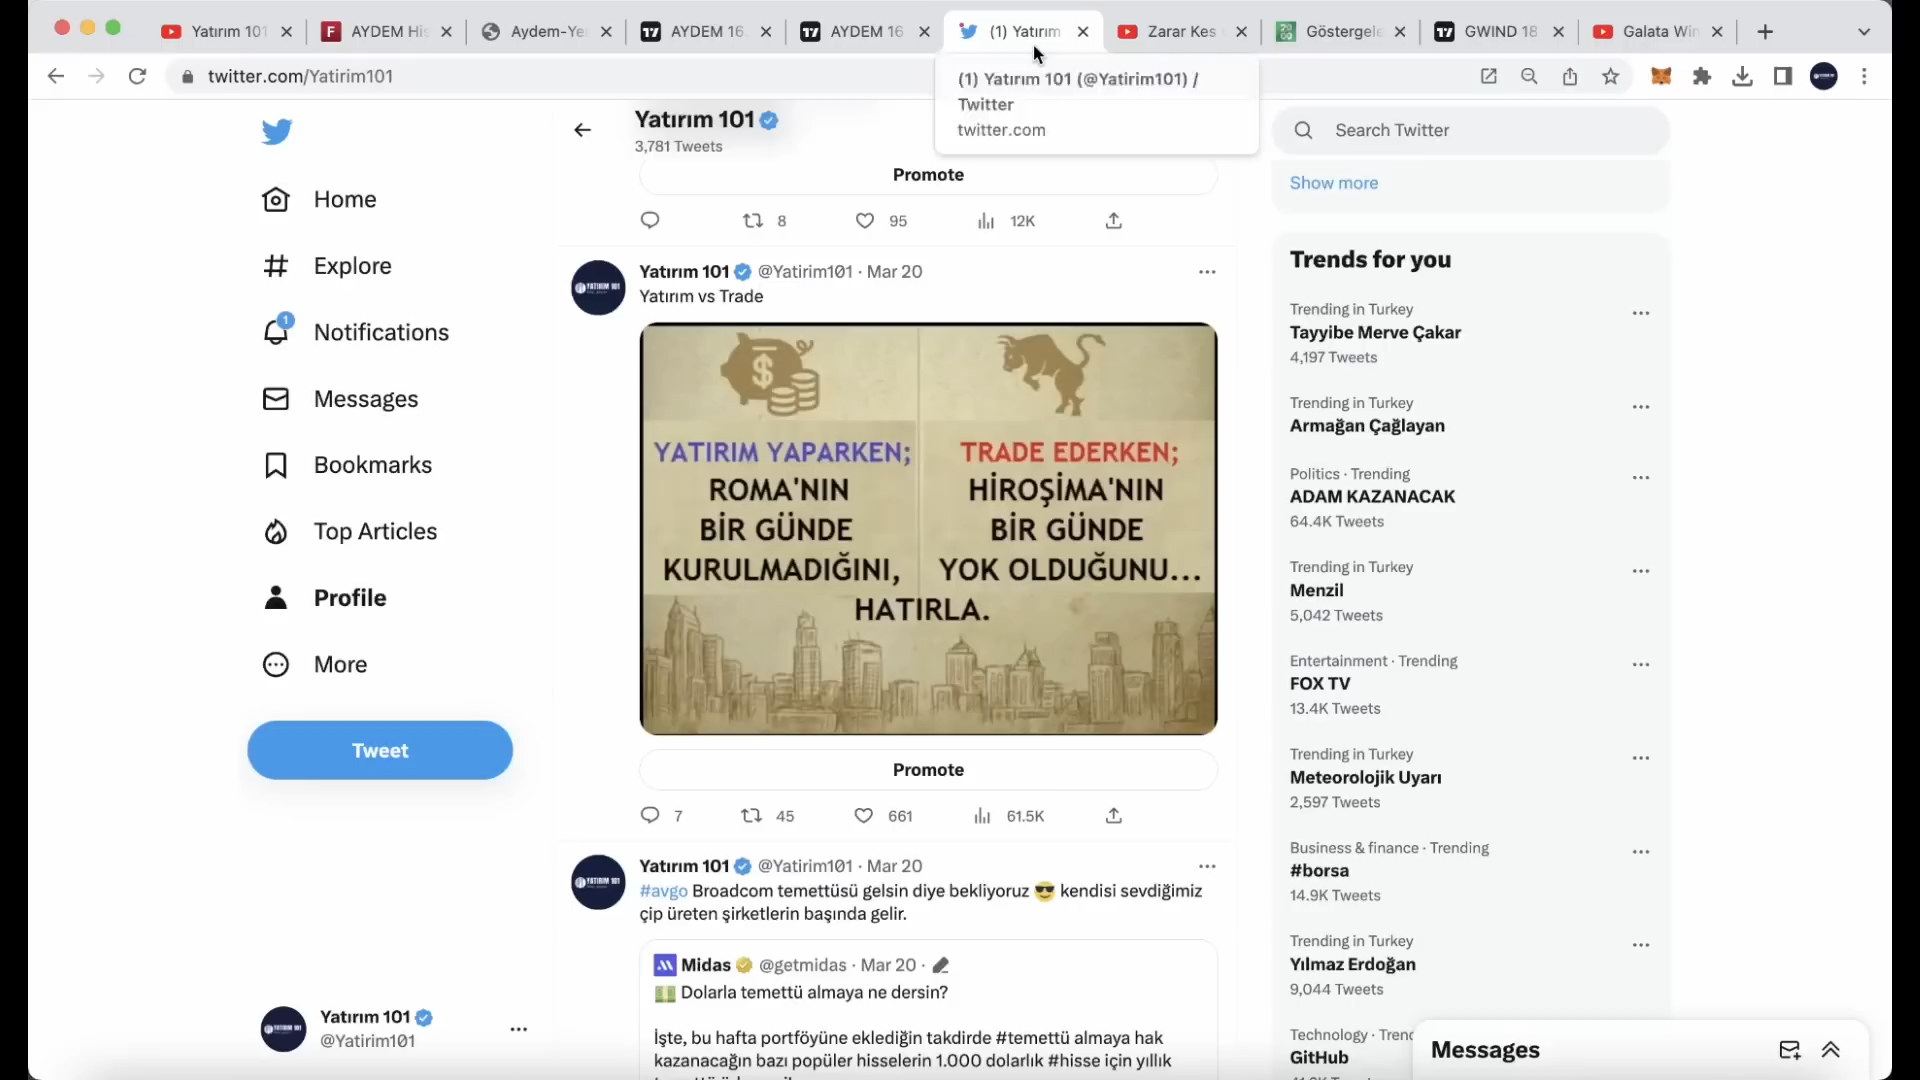 Yatırım 101
AYDEM His
Aydem-Ye
AYDEM 16
AYDEM 16
(1) Yatırım
Zarar Kes
Göstergele
GWIND 18
Galata Win
twitter.com/Yatirim101
(1) Yatırım 101 (@Yatirim101) /
Twitter
twitter.com
Home
Explore
1
Notifications
Messages
Bookmarks
Top Articles
Profile
More
Tweet
Yatırım 101
@Yatirim101
Yatırım 101
3,781 Tweets
Promote
8 95 12K
Yatırım 101 @Yatirim101 · Mar 20
Yatırım vs Trade
YATIRIM YAPARKEN;
ROMA'NIN
BİR GÜNDE
KURULMADIĞINI,
TRADE EDERKEN;
HİROŞİMA'NIN
BİR GÜNDE
YOK OLDUĞUNU...
HATIRLA.
Promote
7 45 661 61.5K
Yatırım 101 @Yatirim101 · Mar 20
#avgo Broadcom temettüsü gelsin diye bekliyoruz 😎 kendisi sevdiğimiz
çip üreten şirketlerin başında gelir.
Midas @getmidas · Mar 20 ·
💵 Dolarla temettü almaya ne dersin?
İşte, bu hafta portföyüne eklediğin takdirde #temettü almaya hak
kazanacağın bazı popüler hisselerin 1.000 dolarlık #hisse için yıllık
Search Twitter
Show more
Trends for you
Trending in Turkey
Tayyibe Merve Çakar
4,197 Tweets
Trending in Turkey
Armağan Çağlayan
Politics · Trending
ADAM KAZANACAK
64.4K Tweets
Trending in Turkey
Menzil
5,042 Tweets
Entertainment · Trending
FOX TV
13.4K Tweets
Trending in Turkey
Meteorolojik Uyarı
2,597 Tweets
Business & finance · Trending
#borsa
14.9K Tweets
Trending in Turkey
Yılmaz Erdoğan
9,044 Tweets
Technology · Trend
GitHub
Messages